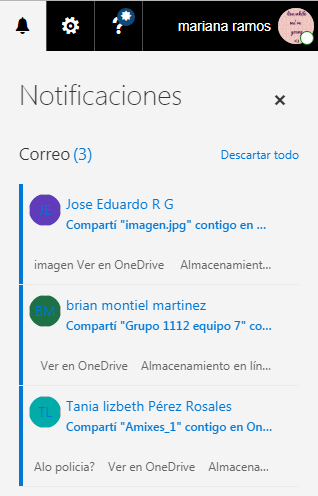 mariana ramos
Notificaciones
Correo (3)
Descartar todo
JE
Jose Eduardo R G
Compartí "imagen.jpg" contigo en ...
imagen Ver en OneDrive Almacenamient...
BM
brian montiel martinez
Compartí "Grupo 1112 equipo 7" co...
Ver en OneDrive Almacenamiento en lín...
TL
Tania lizbeth Pérez Rosales
Compartí "Amixes_1" contigo en On...
Alo policia? Ver en OneDrive Almacena...